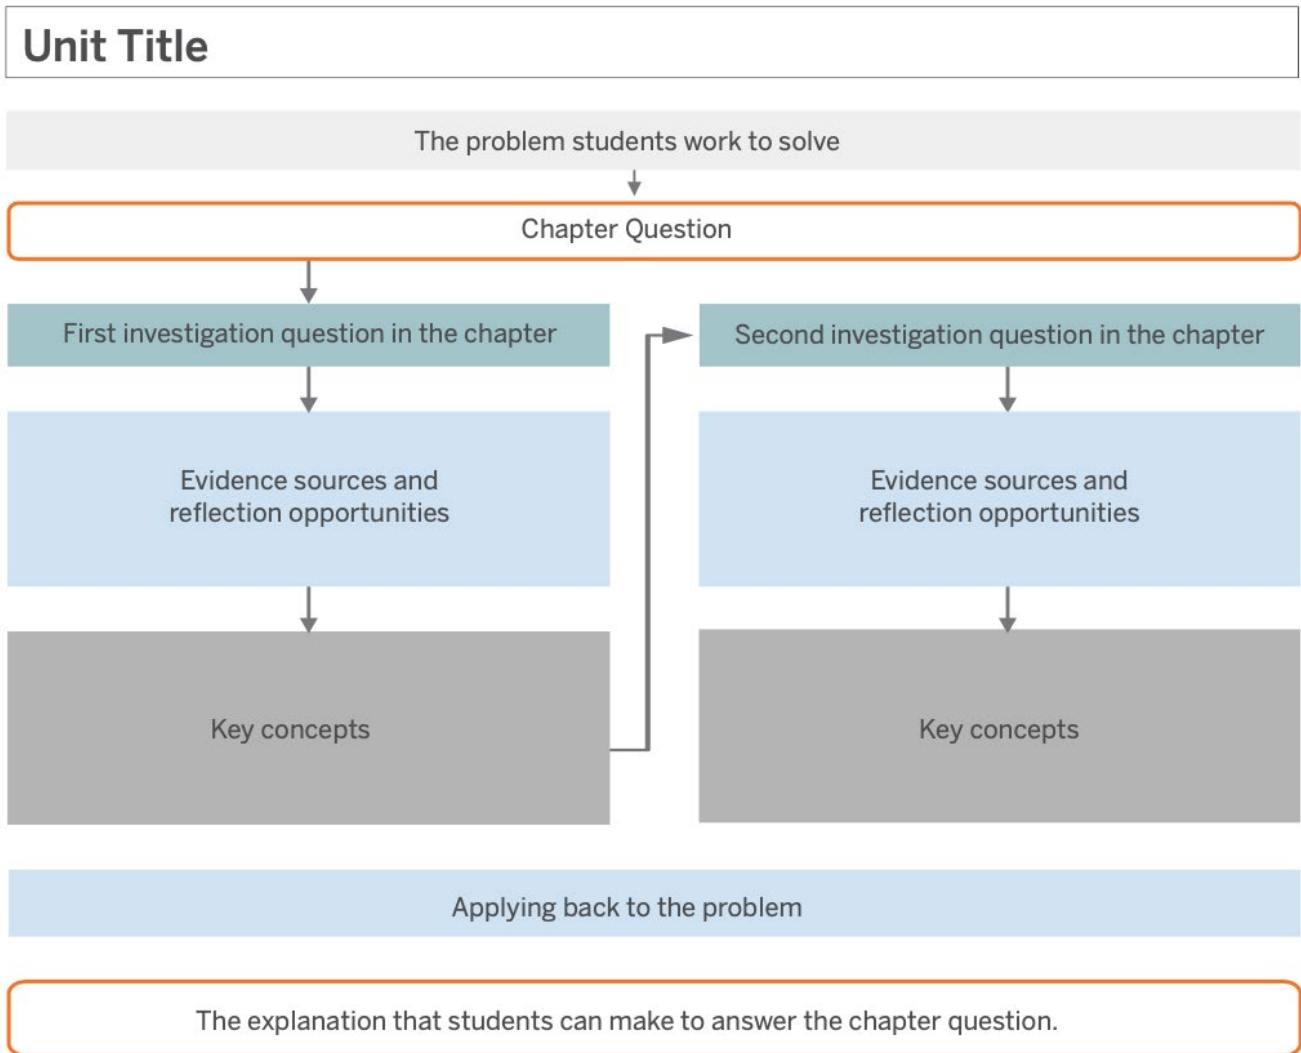 Unit Title
The problem students work to solve
Chapter Question
First investigation question in the chapter
Evidence sources and
reflection opportunities
Key concepts
Second investigation question in the chapter
Evidence sources and
reflection opportunities
Key concepts
Applying back to the problem
The explanation that students can make to answer the chapter question.